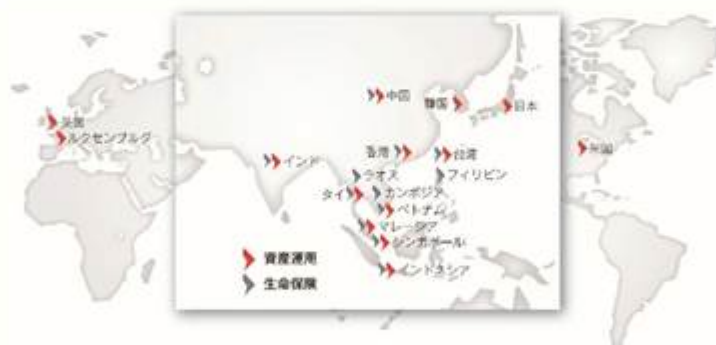 中国
韓国
日本
英国
ルクセンブルグ
香港
台湾
米国
インド
ラオス
フィリピン
タイ
カンボジア
ベトナム
マレーシア
シンガポール
インドネシア
資産運用
生命保険